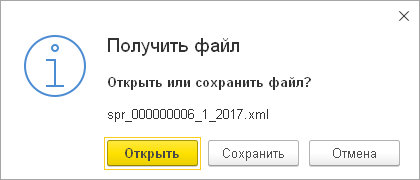 Получить файл
Открыть или сохранить файл?
spr_000000006_1_2017.xml
Открыть Сохранить Отмена